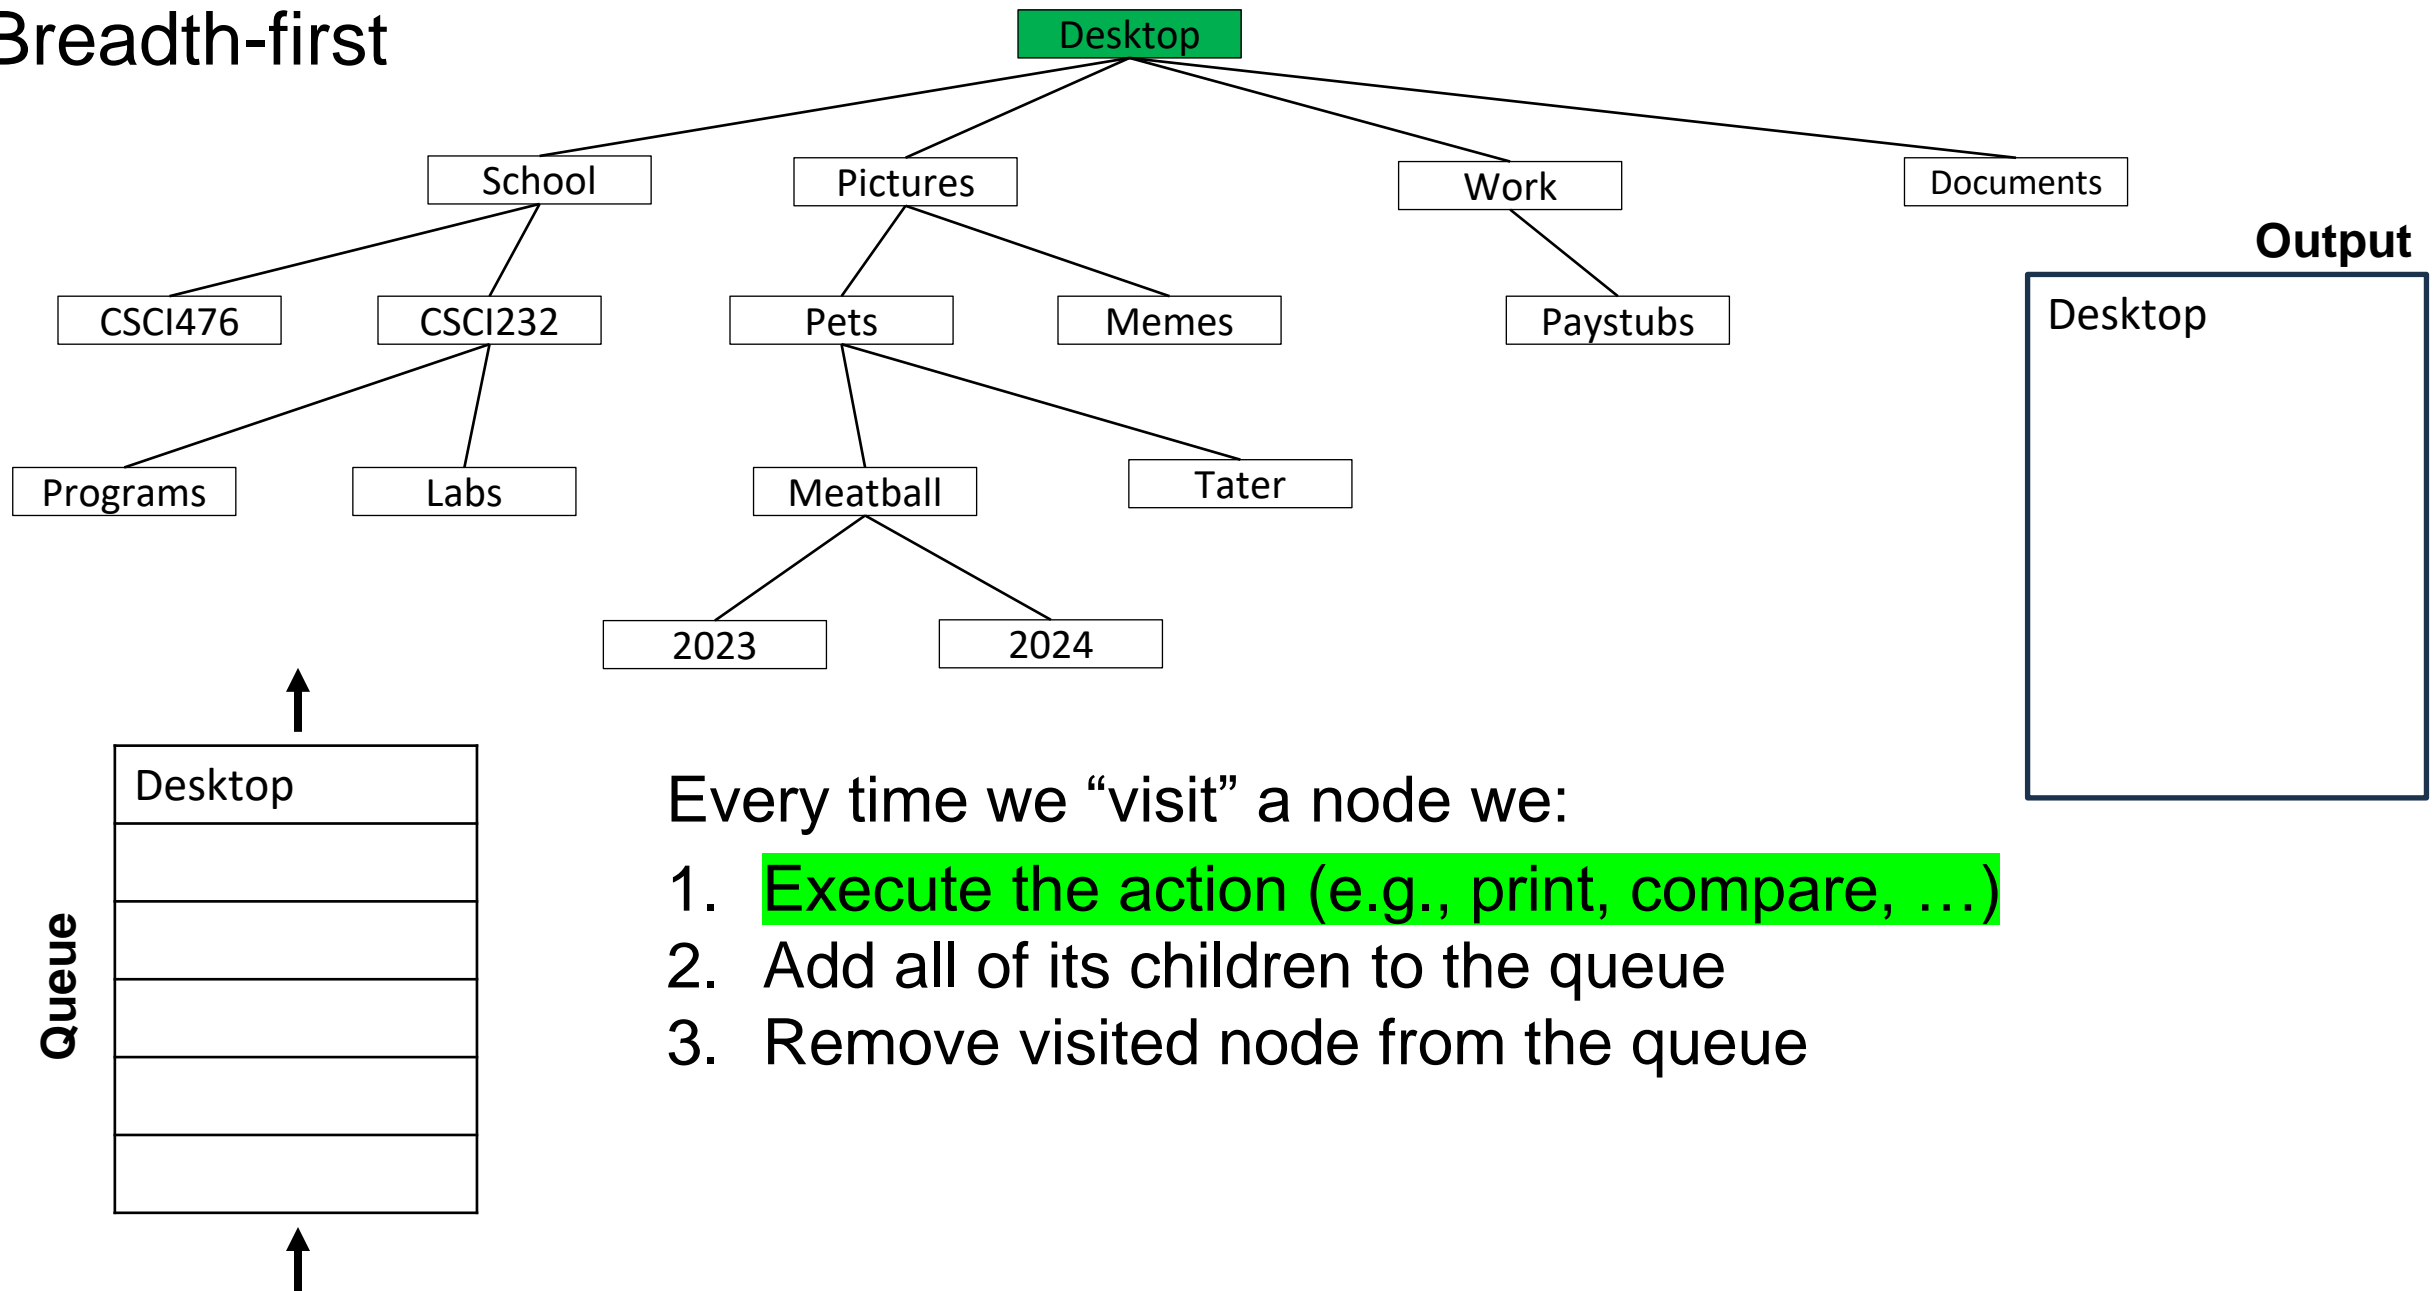 Breadth-first
Desktop
School
Pictures
Work
Documents
Output
Desktop
CSCI476
CSCI232
Pets
Memes
Paystubs
Programs
Labs
Meatball
Tater
2023
2024
Queue
Desktop
Every time we “visit” a node we:
1. Execute the action (e.g., print, compare, …)
2. Add all of its children to the queue
3. Remove visited node from the queue